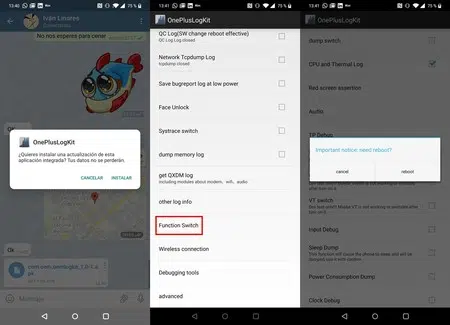 13:40
75 %
Iván Linares
No nos esperes para cenar
OnePlusLogKit
¿Quieres instalar una actualización de esta
aplicación integrada? Tus datos no se perderán.
CANCELAR
INSTALAR
Ok
Mensaje
13:41
75 %
OnePlusLogKit
QC Log(SW change reboot effective)
QC Log Log closed
Network Tcpdump Log
tcpdump closed
Save bugreport log at low power
Face Unlock
Systrace switch
dump memory log
get QXDM log
including modules about modem, wifi, audio
other log info
Function Switch
Wireless connection
Debugging tools
advanced
13:41
75 %
OnePlusLogKit
dump switch,
CPU and Thermal Log
Red screen assertion
Audio
TP Debug
Important notice: need reboot?
cancel
reboot
VT switch
Input Debug
Sleep Dump
Power Consumption Dump
Clock Debug